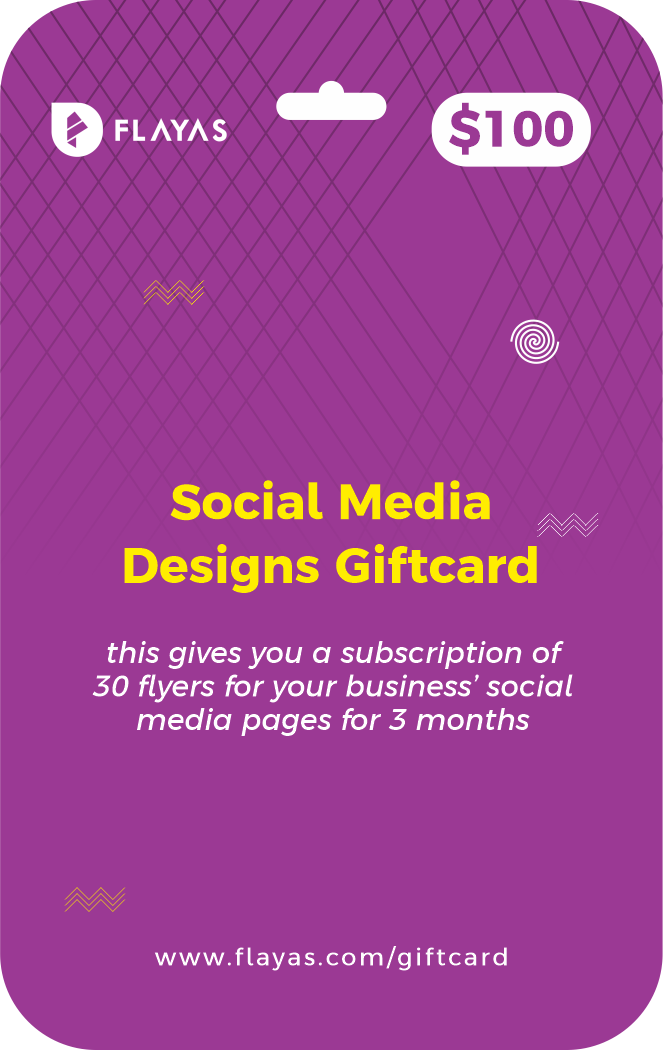 FLAYAS
$100
Social Media
Designs Giftcard
this gives you a subscription of
30 flyers for your business’ social
media pages for 3 months
www.flayas.com/giftcard